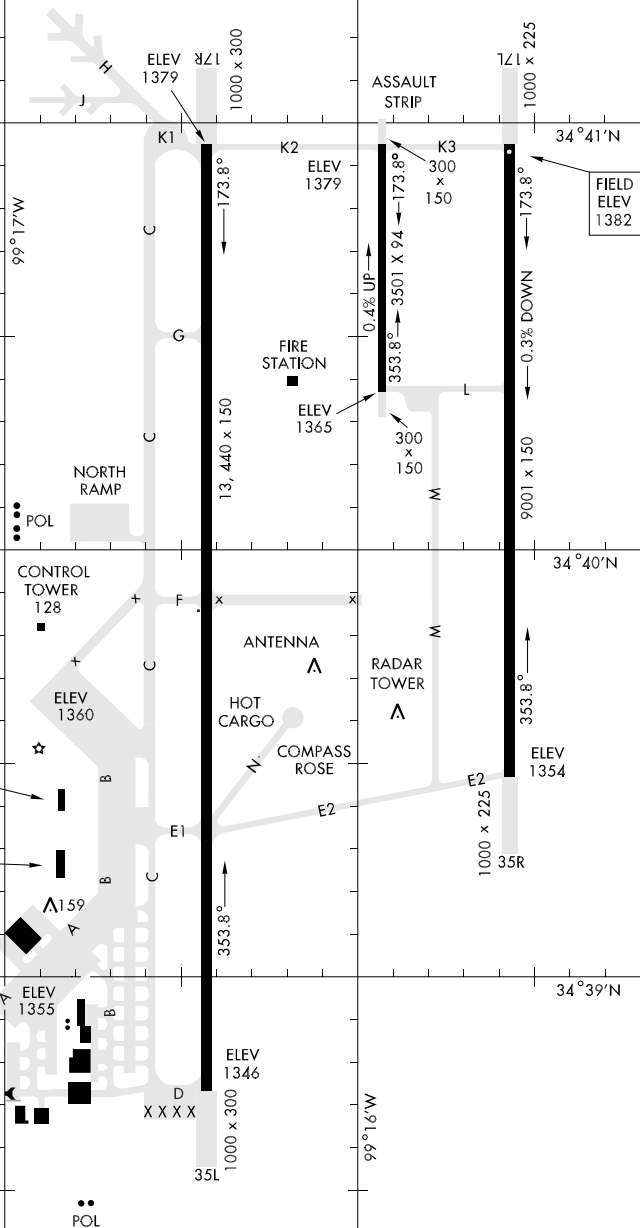 H
J
ELEV
1379
17R
1000 x 300
ASSAULT
STRIP
17L
1000 x 225
34°41'N
K1
K2
K3
ELEV
1379
300
x
150
FIELD
ELEV
1382
99°17'W
C
173.8°
173.8°
173.8°
0.4% UP
3501 X 94
353.8°
0.3% DOWN
G
FIRE
STATION
ELEV
1365
L
300
x
150
C
13, 440 x 150
9001 x 150
NORTH
RAMP
POL
W
34°40'N
CONTROL
TOWER
128
x
F
x
x
x
W
C
ANTENNA
RADAR
TOWER
353.8°
ELEV
1360
HOT
CARGO
N
COMPASS
ROSE
B
ELEV
1354
E2
E2
E1
1000 x 225
35R
B
C
353.8°
159
A
34°39'N
A
ELEV
1355
B
ELEV
1346
D
X X X X
1000 x 300
99°16'W
35L
POL